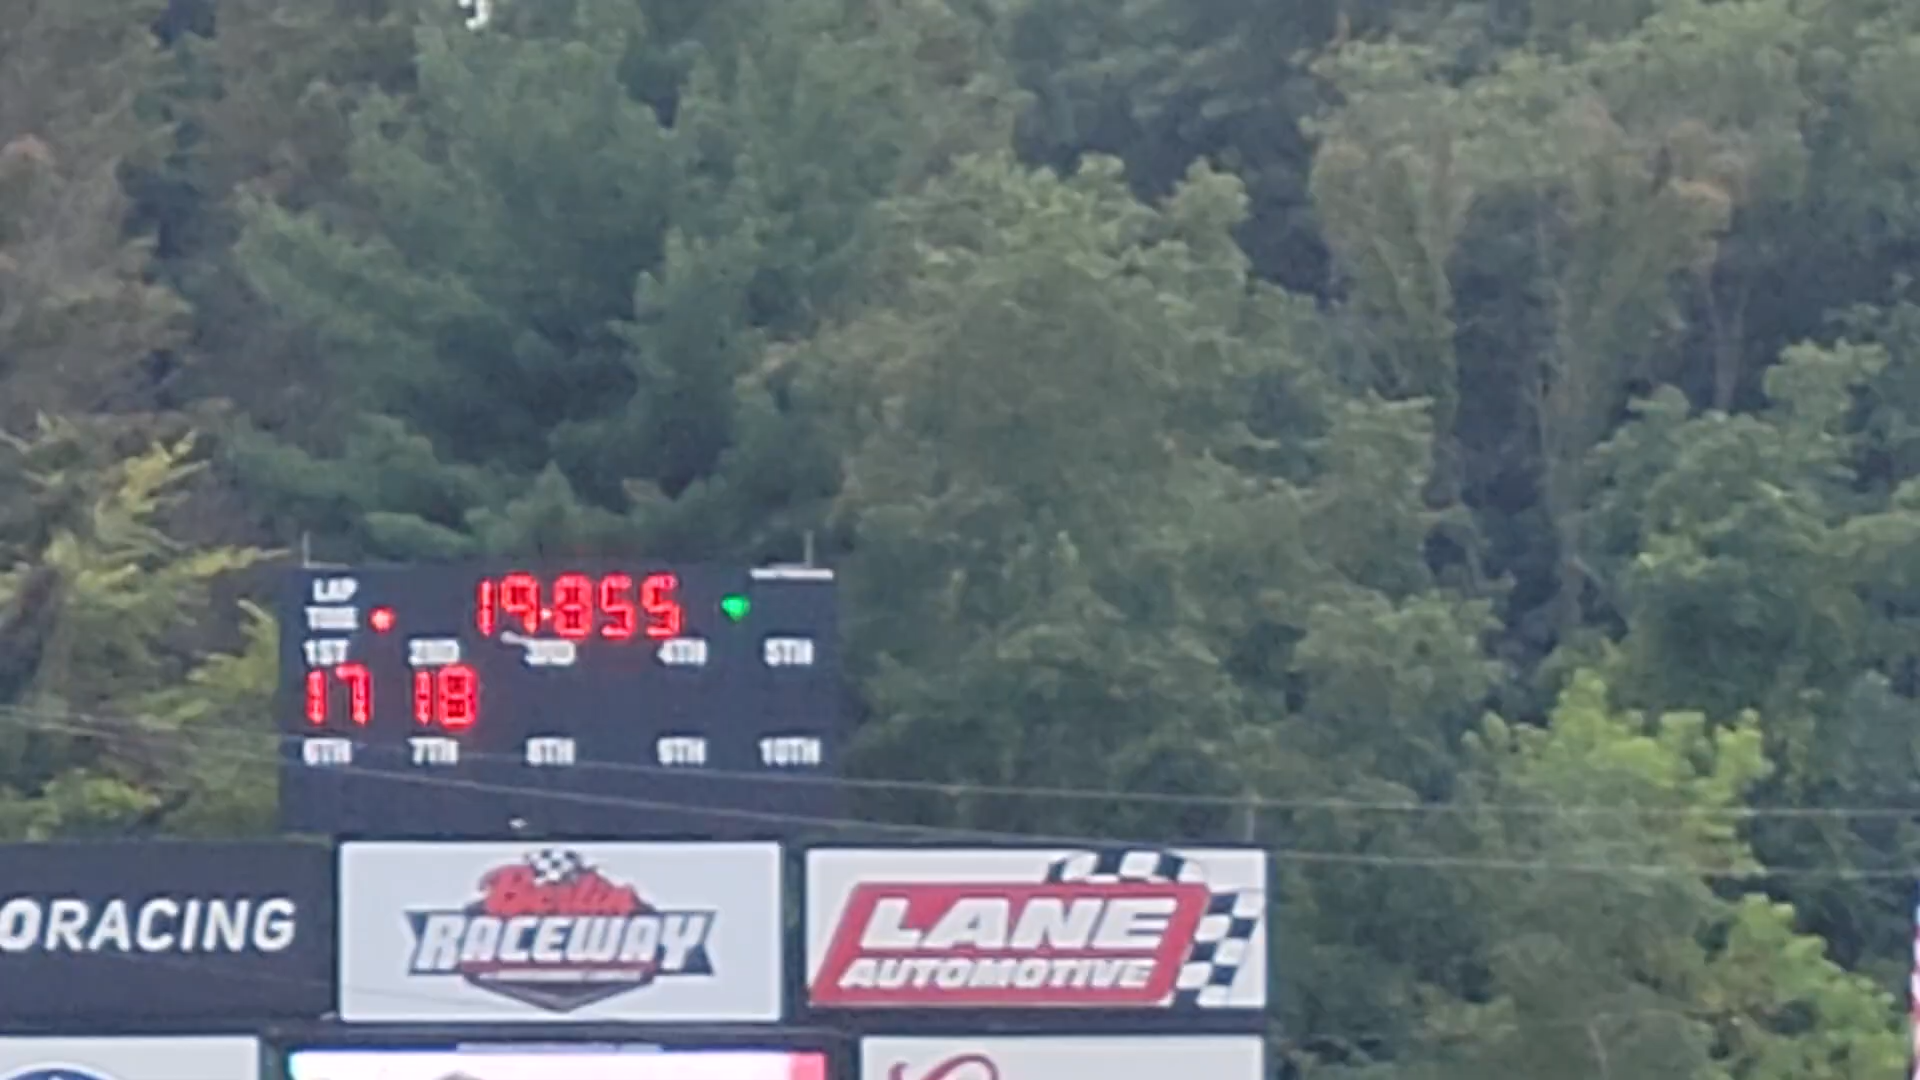 LAP
TIME 19.855
1ST 2ND 3RD 4TH 5TH
17 18
6TH 7TH 8TH 9TH 10TH
ORACING
Berlin
RACEWAY
LANE
AUTOMOTIVE